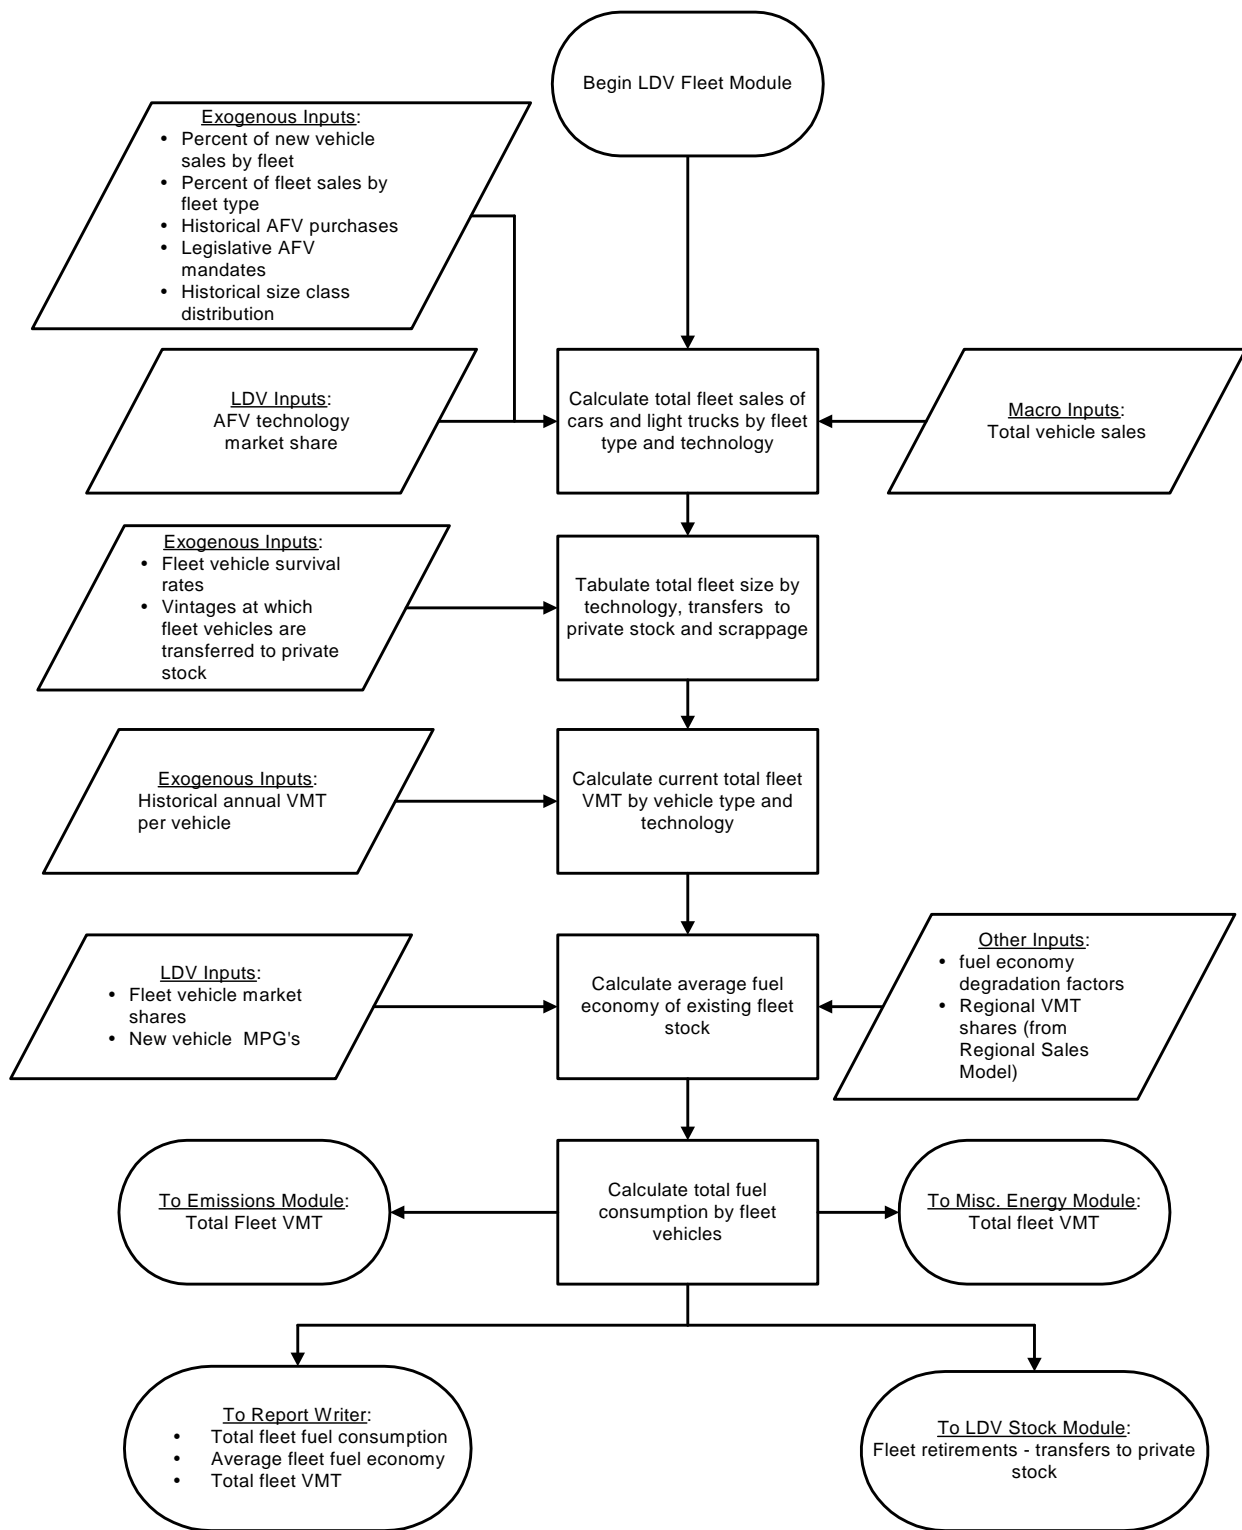 Begin LDV Fleet Module
Exogenous Inputs:
• Percent of new vehicle
sales by fleet
• Percent of fleet sales by
fleet type
• Historical AFV purchases
• Legislative AFV
mandates
• Historical size class
distribution
LDV Inputs:
AFV technology
market share
Calculate total fleet sales of
cars and light trucks by fleet
type and technology
Macro Inputs:
Total vehicle sales
Exogenous Inputs:
• Fleet vehicle survival
rates
• Vintages at which
fleet vehicles are
transferred to private
stock
Tabulate total fleet size by
technology, transfers to
private stock and scrappage
Exogenous Inputs:
Historical annual VMT
per vehicle
Calculate current total fleet
VMT by vehicle type and
technology
LDV Inputs:
• Fleet vehicle market
shares
• New vehicle MPG's
Calculate average fuel
economy of existing fleet
stock
Other Inputs:
• fuel economy
degradation factors
• Regional VMT
shares (from
Regional Sales
Model)
To Emissions Module:
Total Fleet VMT
Calculate total fuel
consumption by fleet
vehicles
To Misc. Energy Module:
Total fleet VMT
To Report Writer:
• Total fleet fuel consumption
• Average fleet fuel economy
• Total fleet VMT
To LDV Stock Module:
Fleet retirements - transfers to private
stock